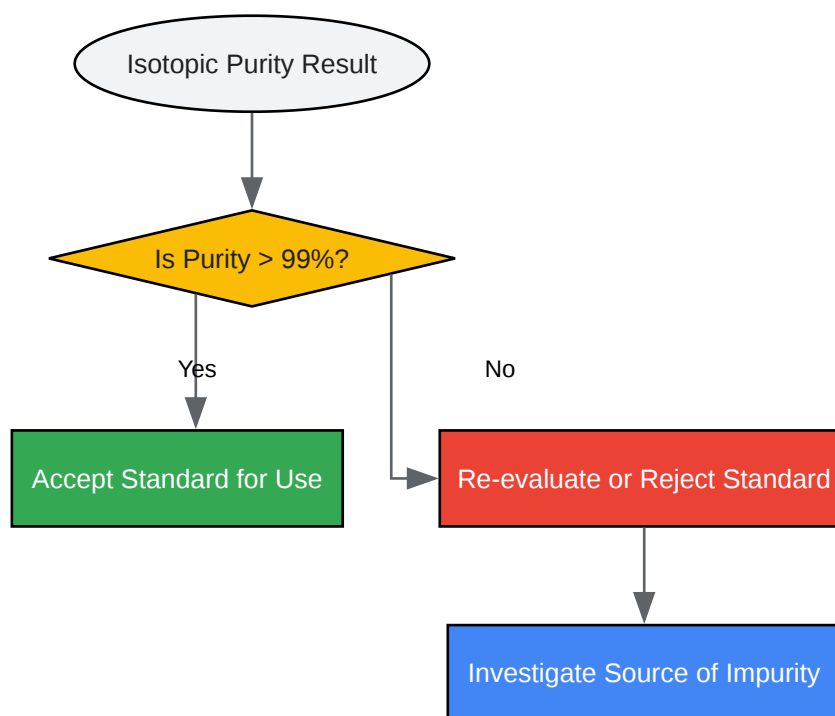 Isotopic Purity Result
Is Purity > 99%?
Yes
No
Accept Standard for Use
Re-evaluate or Reject Standard
Investigate Source of Impurity